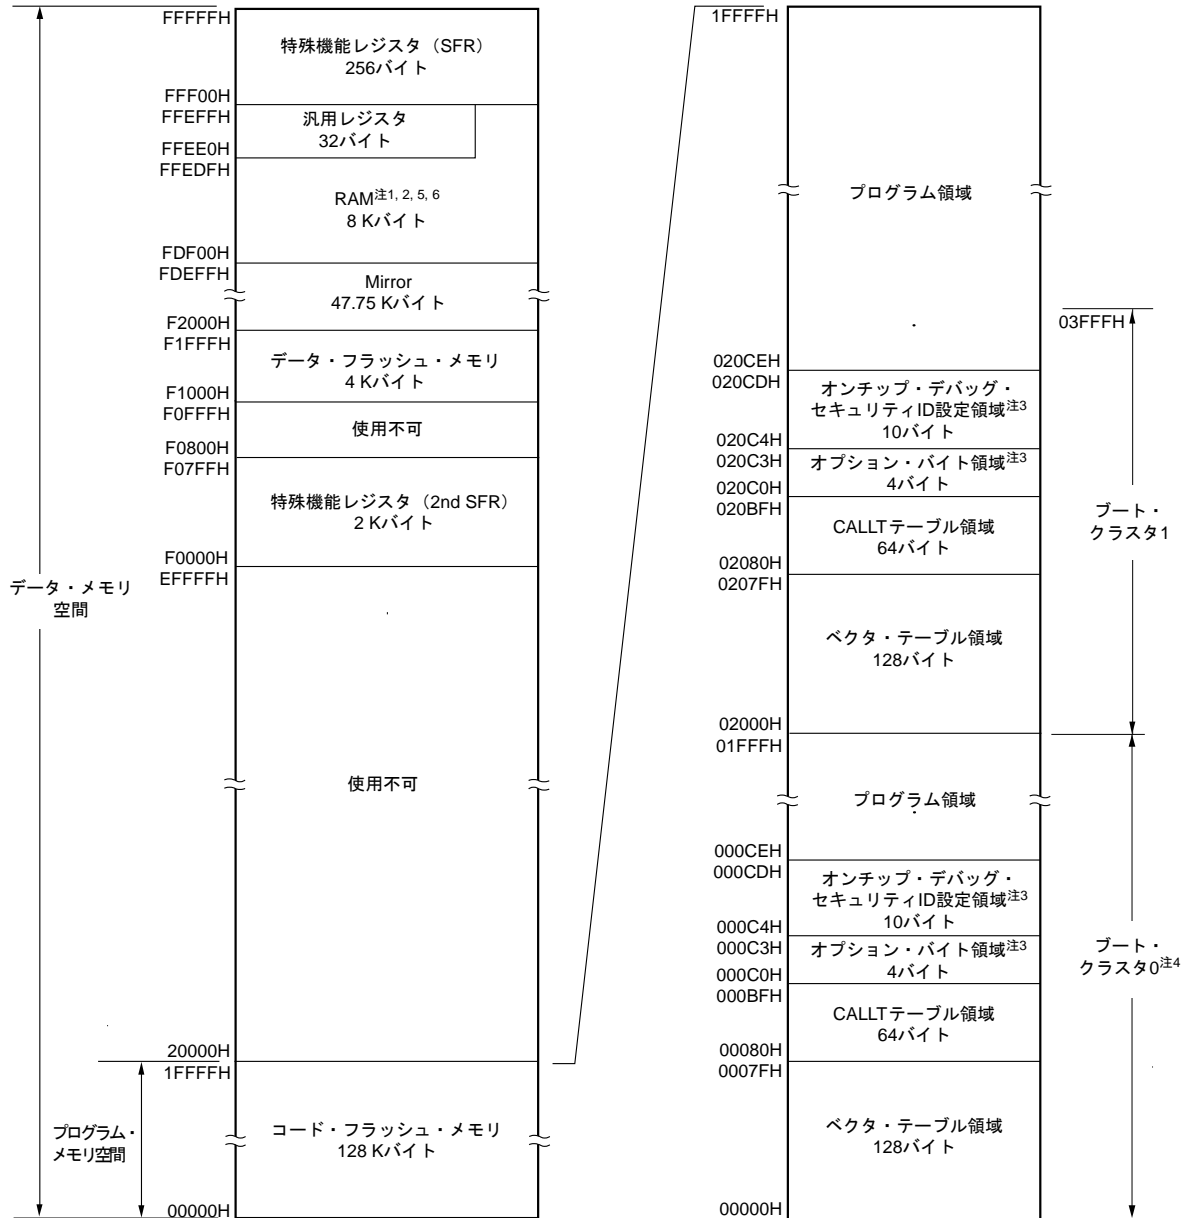 FFFFFH
特殊機能レジスタ（SFR）
256バイト
FFF00H
FFEFFH
汎用レジスタ
32バイト
FFEE0H
FFEDFH
RAM注1, 2, 5, 6
8 Kバイト
FDF00H
FDEFFH
Mirror
47.75 Kバイト
F2000H
F1FFFH
データ・フラッシュ・メモリ
4 Kバイト
F1000H
F0FFFH
使用不可
F0800H
F07FFH
特殊機能レジスタ（2nd SFR）
2 Kバイト
F0000H
EFFFFH
データ・メモリ
空間
使用不可
20000H
1FFFFH
プログラム・
メモリ空間
コード・フラッシュ・メモリ
128 Kバイト
00000H
1FFFFH
プログラム領域
03FFFH
020CEH
020CDH
オンチップ・デバッグ・
セキュリティID設定領域注3
10バイト
020C4H
020C3H
オプション・バイト領域注3
4バイト
020C0H
020BFH
CALLTテーブル領域
64バイト
ブート・
クラスタ1
02080H
0207FH
ベクタ・テーブル領域
128バイト
02000H
01FFFH
プログラム領域
000CEH
000CDH
オンチップ・デバッグ・
セキュリティID設定領域注3
10バイト
000C4H
000C3H
オプション・バイト領域注3
4バイト
000C0H
000BFH
ブート・
クラスタ0注4
CALLTテーブル領域
64バイト
00080H
0007FH
ベクタ・テーブル領域
128バイト
00000H